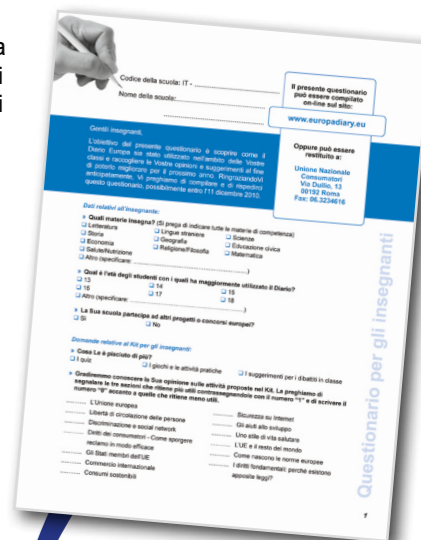 a
i
i
Codice della scuola: IT - 
Nome della scuola:
Il presente questionario
può essere compilato
on-line sul sito:
www.europadiary.eu
Oppure può essere
restituito a:
Unione Nazionale
Consumatori
Via Duilio, 13
00192 Roma
Fax: 06.3234616
Gentili insegnanti,
L'obiettivo del presente questionario è scoprire come il
Diario Europa sia stato utilizzato nell'ambito delle Vostre
classi e raccogliere le Vostre opinioni e suggerimenti al fine
di poterlo migliorare per il prossimo anno. RingraziandoVi
anticipatamente, Vi preghiamo di compilare e di rispedirci
questo questionario, possibilmente entro l'11 dicembre 2010.
Dati relativi all'insegnante:
» Quali materie insegna? (Si prega di indicare tutte le materie di competenza)
Letteratura
Lingue straniere
Scienze
Storia
Geografia
Educazione civica
Economia
Religione/Filosofia
Matematica
Salute/Nutrizione
Altro (specificare: ........................................)
» Qual è l'età degli studenti con i quali ha maggiormente utilizzato il Diario?
13
14
15
16
17
18
Altro (specificare: ........................................)
» La Sua scuola partecipa ad altri progetti o concorsi europei?
Sì
No
Domande relative al Kit per gli insegnanti:
» Cosa Le è piaciuto di più?
I quiz
I giochi e le attività pratiche
I suggerimenti per i dibattiti in classe
» Gradiremmo conoscere la Sua opinione sulle attività proposte nel Kit. La preghiamo di
segnalare le tre sezioni che ritiene più utili contrassegnandole con il numero "1" e di scrivere il
numero "0" accanto a quelle che ritiene meno utili.
L'Unione europea
Libertà di circolazione delle persone
Discriminazione e social network
Diritti dei consumatori - Come sporgere
reclamo in modo efficace
Gli Stati membri dell'UE
Commercio internazionale
Consumi sostenibili
Sicurezza su Internet
Gli aiuti allo sviluppo
Uno stile di vita salutare
L'UE e il resto del mondo
Come nascono le norme europee
I diritti fondamentali: perché esistono
apposite leggi?
Questionario per gli insegnanti
1